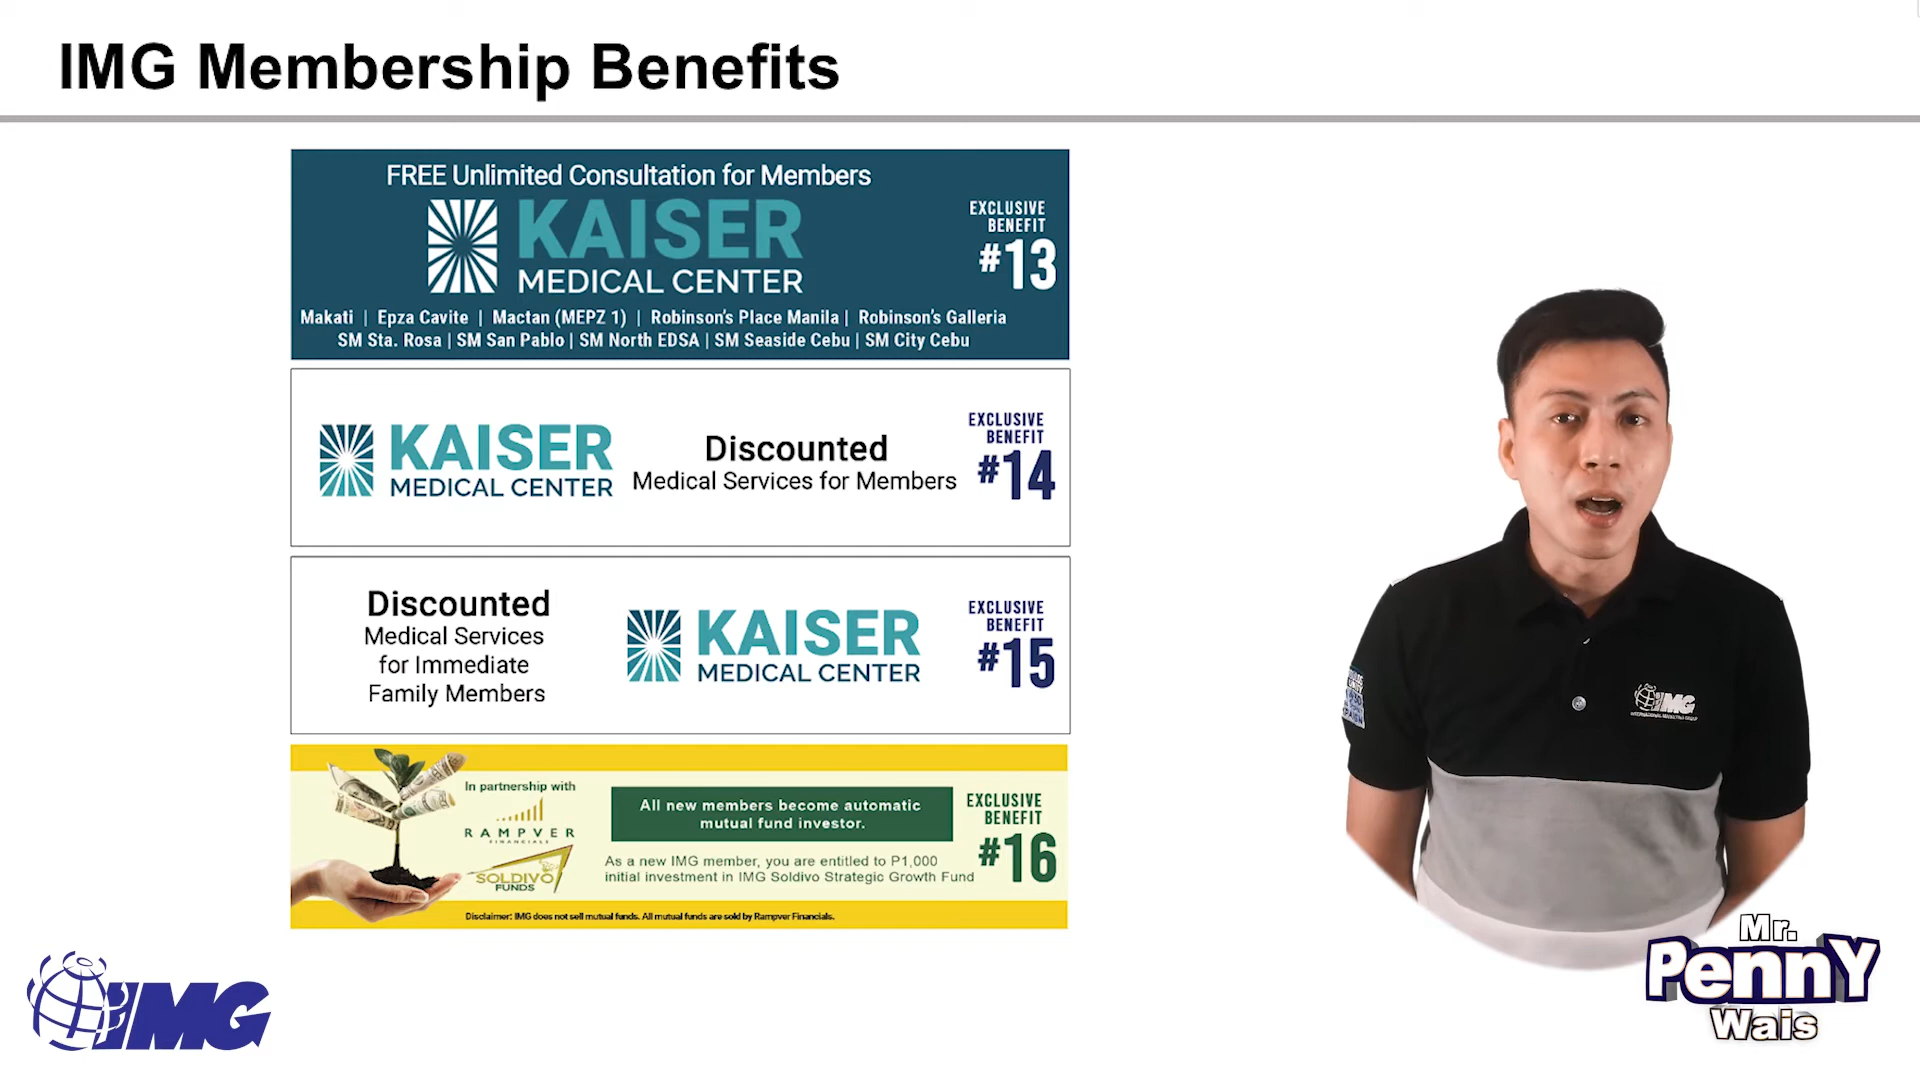 IMG Membership Benefits
FREE Unlimited Consultation for Members
KAISER
MEDICAL CENTER
EXCLUSIVE
BENEFIT
#13
Makati | Epza Cavite | Mactan (MEPZ 1) | Robinson's Place Manila | Robinson's Galleria
SM Sta. Rosa | SM San Pablo | SM North EDSA | SM Seaside Cebu | SM City Cebu
KAISER
MEDICAL CENTER
Discounted
Medical Services for Members
EXCLUSIVE
BENEFIT
#14
Discounted
Medical Services
for Immediate
Family Members
KAISER
MEDICAL CENTER
EXCLUSIVE
BENEFIT
#15
In partnership with
RAMPVER
FINANCIALS
SOLDIVO
FUNDS
All new members become automatic
mutual fund investor.
As a new IMG member, you are entitled to P1,000
initial investment in IMG Soldivo Strategic Growth Fund
EXCLUSIVE
BENEFIT
#16
Disclaimer: IMG does not sell mutual funds. All mutual funds are sold by Rampver Financials.
IMG
INTERNATIONAL MARKETING GROUP
IMG
Mr.
Penny
Wais